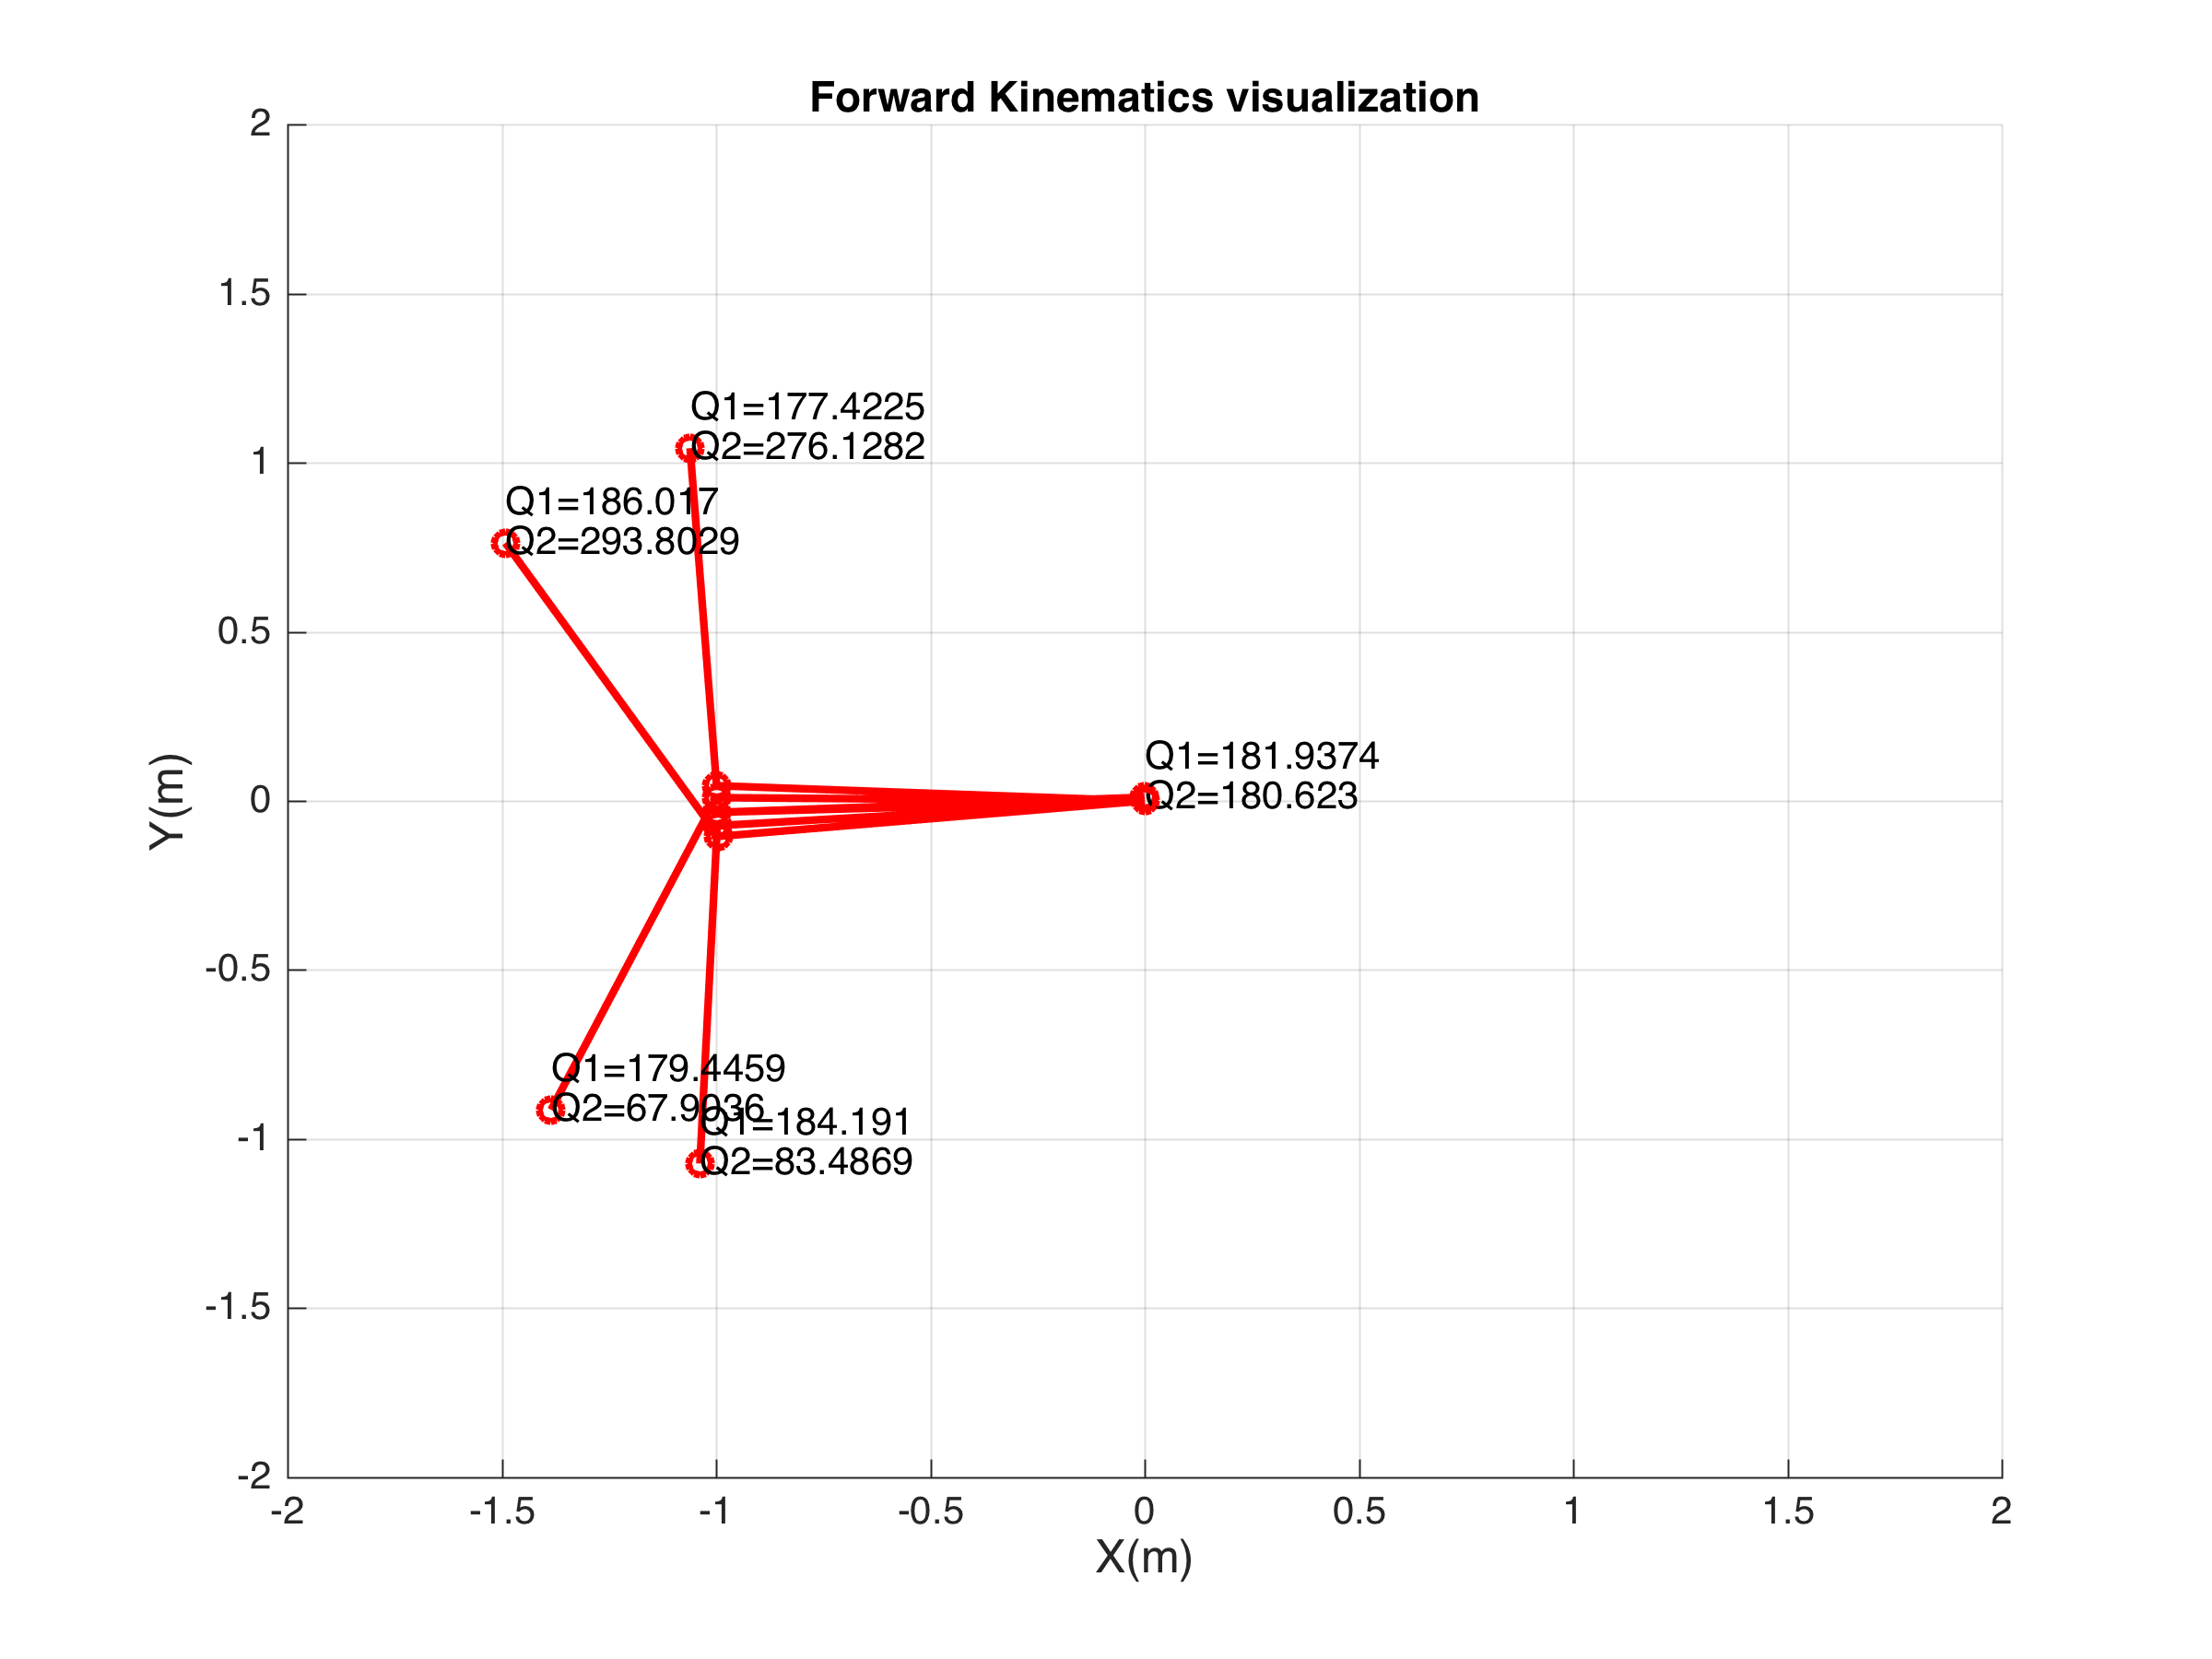 Forward Kinematics visualization
2
1.5
1
0.5
0
-0.5
-1
-1.5
-2
Y(m)
Q1=177.4225
Q2=276.1282
Q1=186.017
Q2=293.8029
Q1=181.9374
Q2=180.623
Q1=179.4459
Q2=67.9036
Q1=184.191
Q2=83.4869
-2
-1.5
-1
-0.5
0
0.5
1
1.5
2
X(m)